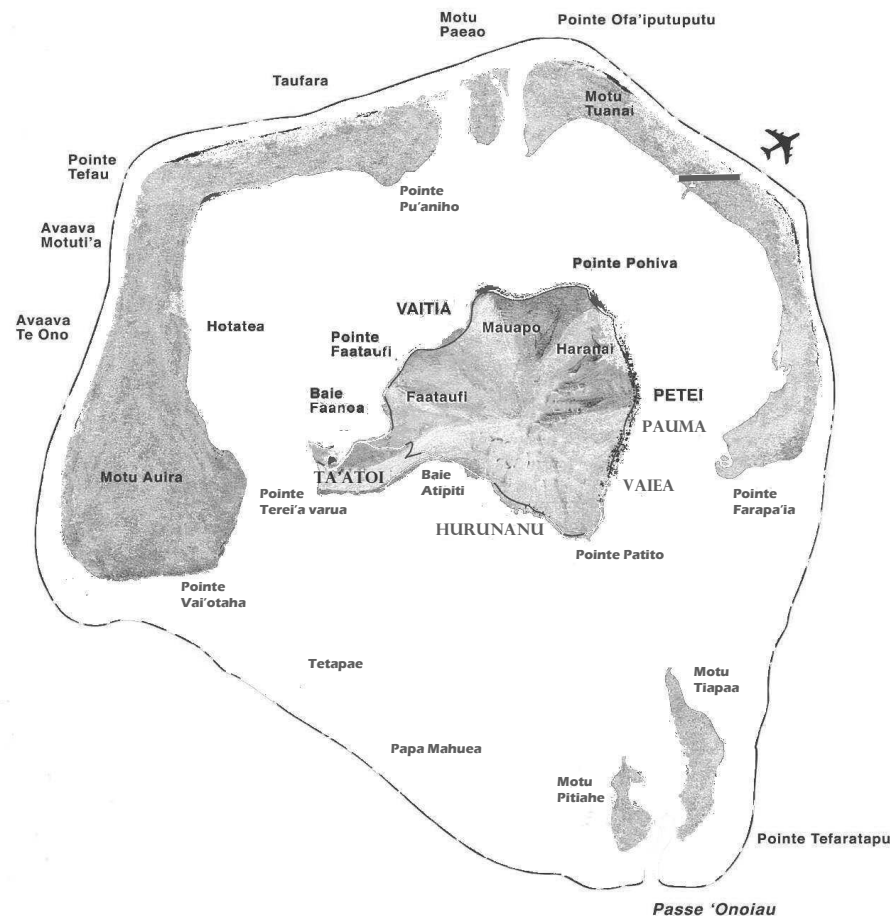 Motu
Paeao
Pointe Ofa'iputuputu
Taufara
Motu
Tuanai
Pointe
Tefau
Pointe
Pu'aniho
Avaava
Motuti'a
Pointe Pohiva
Avaava
Te Ono
Hotatea
VAITIA
Mauapo
Pointe
Faataufi
Haranai
Baie
Faanoa
Faataufi
PETEI
PAUMA
Motu Auira
TA'ATOI
Baie
Atipiti
VAIEA
Pointe
Terei'a varua
Pointe
Farapa'ia
HURUNANU
Pointe Patito
Pointe
Vai'otaha
Tetapae
Motu
Tiapaa
Papa Mahuea
Motu
Pitiahe
Pointe Tefaratapu
Passe 'Onoiau